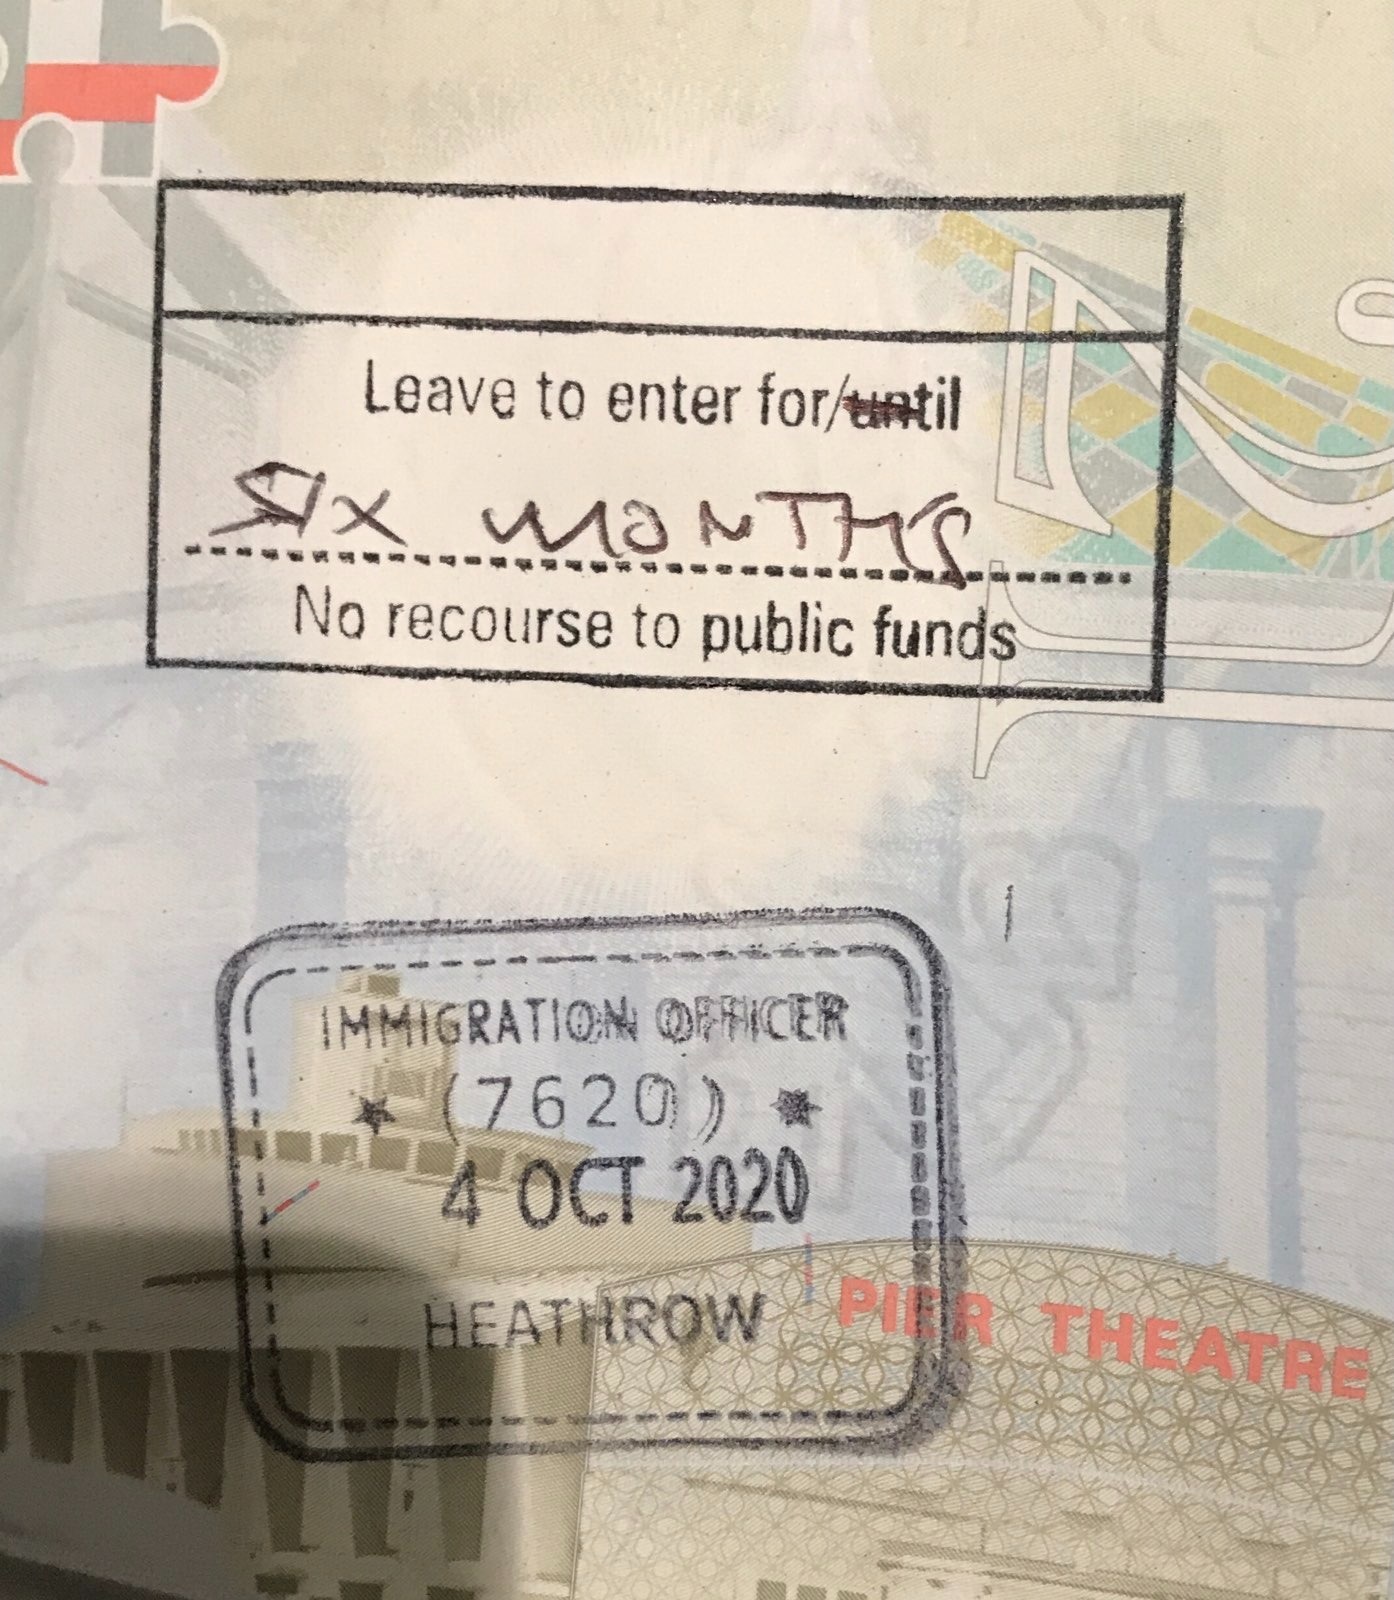 Leave to enter for/until
SIX MONTHS
No recourse to public funds
IMMIGRATION OFFICER
★ (7620) ★
4 OCT 2020
HEATHROW
PIER THEATRE